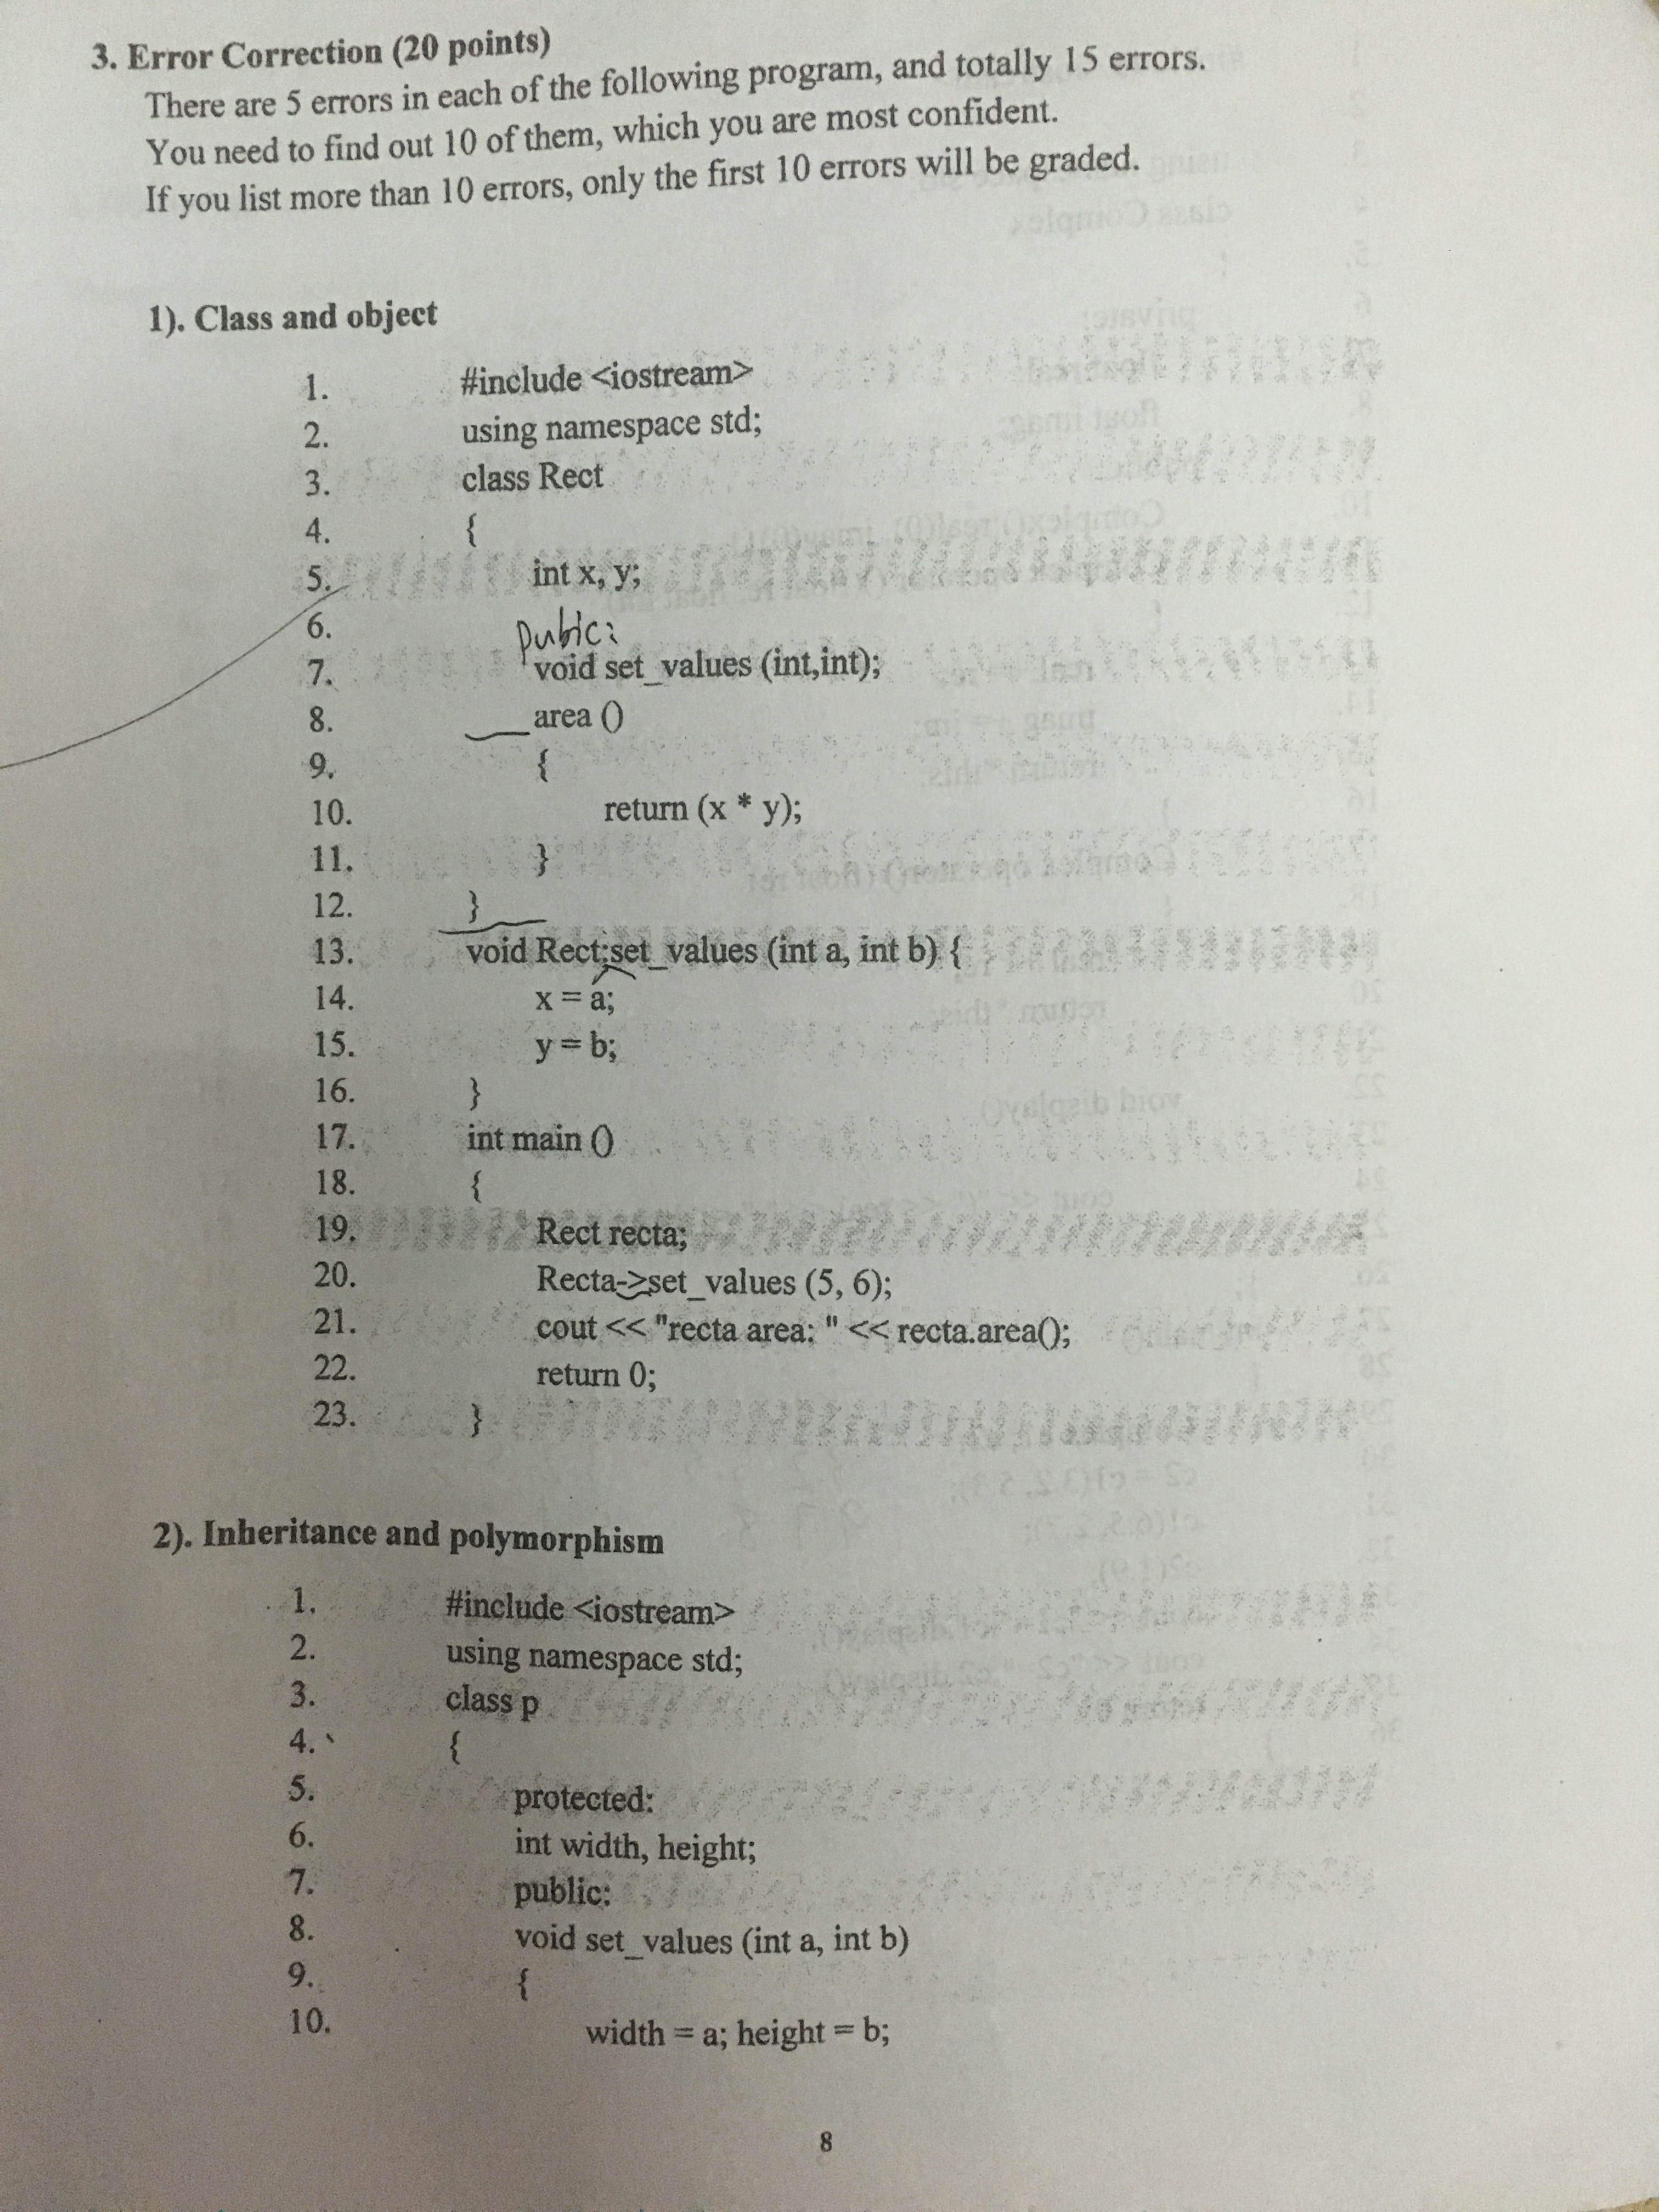 3. Error Correction (20 points)
There are 5 errors in each of the following program, and totally 15 errors.
You need to find out 10 of them, which you are most confident.
If you list more than 10 errors, only the first 10 errors will be graded.
1). Class and object
1. #include <iostream>
2. using namespace std;
3. class Rect
4. {
5. int x, y;
6. public:
7. void set_values (int,int);
8. area ()
9. {
10. return (x * y);
11. }
12. }
13. void Rect:set_values (int a, int b) {
14. x = a;
15. y = b;
16. }
17. int main ()
18. {
19. Rect recta;
20. Recta->set_values (5, 6);
21. cout << "recta area: " << recta.area();
22. return 0;
23. }
2). Inheritance and polymorphism
1. #include <iostream>
2. using namespace std;
3. class p
4. {
5. protected:
6. int width, height;
7. public:
8. void set_values (int a, int b)
9. {
10. width = a; height = b;
8